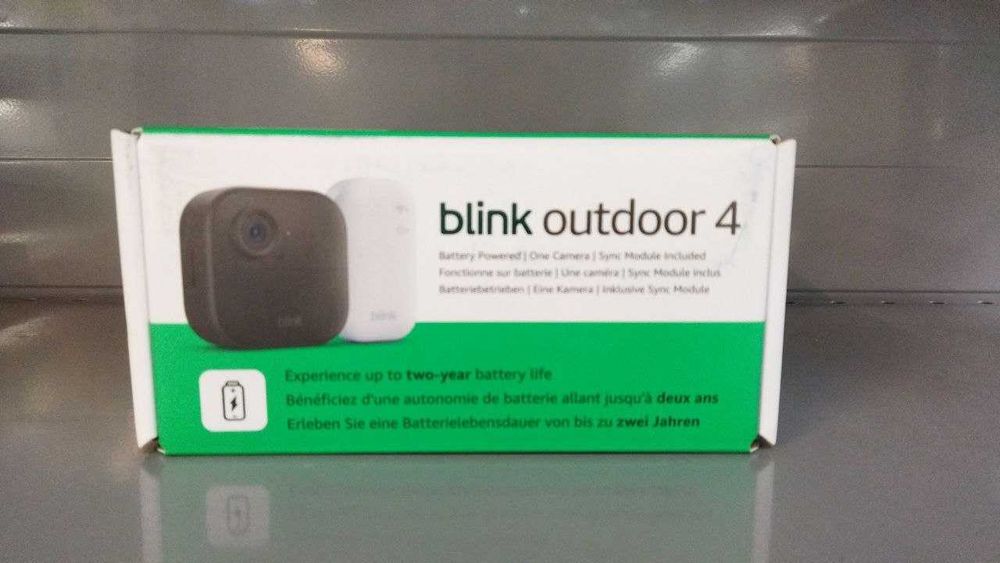 blink outdoor 4
Battery Powered | One Camera | Sync Module Included
Fonctionne sur batterie | Une caméra | Sync Module inclus
Batteriebetrieben | Eine Kamera | Inklusive Sync Module
blink
blink
Experience up to two-year battery life
Bénéficiez d'une autonomie de batterie allant jusqu'à deux ans
Erleben Sie eine Batterielebensdauer von bis zu zwei Jahren